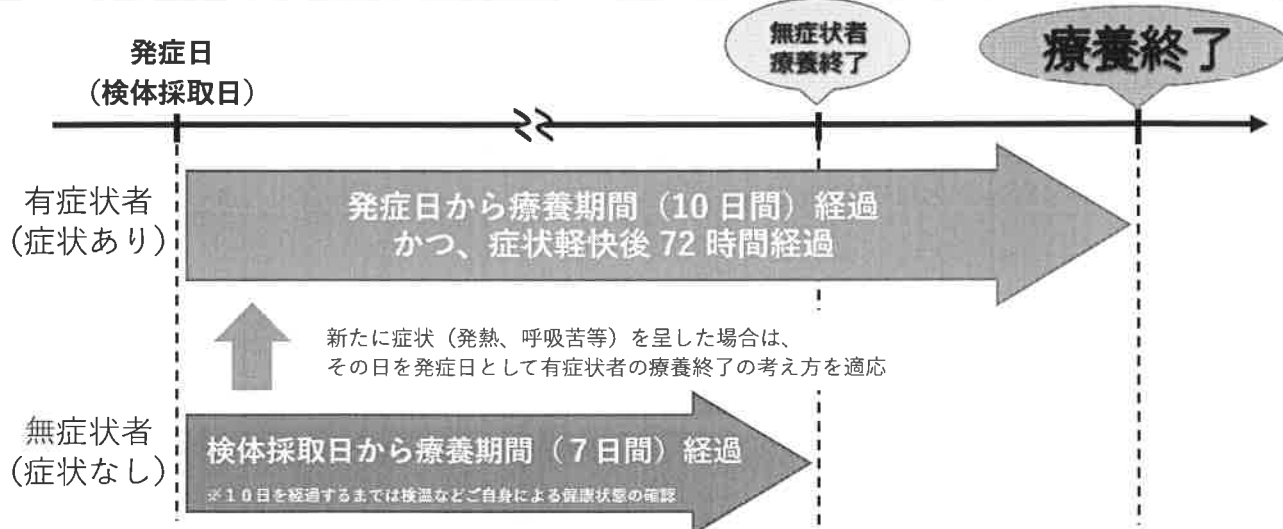 発症日
（検体採取日）
無症状者
療養終了
療養終了
有症状者
(症状あり)
発症日から療養期間（10日間）経過
かつ、症状軽快後 72 時間経過
新たに症状（発熱、呼吸苦等）を呈した場合は、
その日を発症日として有症状者の療養終了の考え方を適応
無症状者
(症状なし)
検体採取日から療養期間（７日間）経過
※１０日を経過するまでは検温などご自身による健康状態の確認